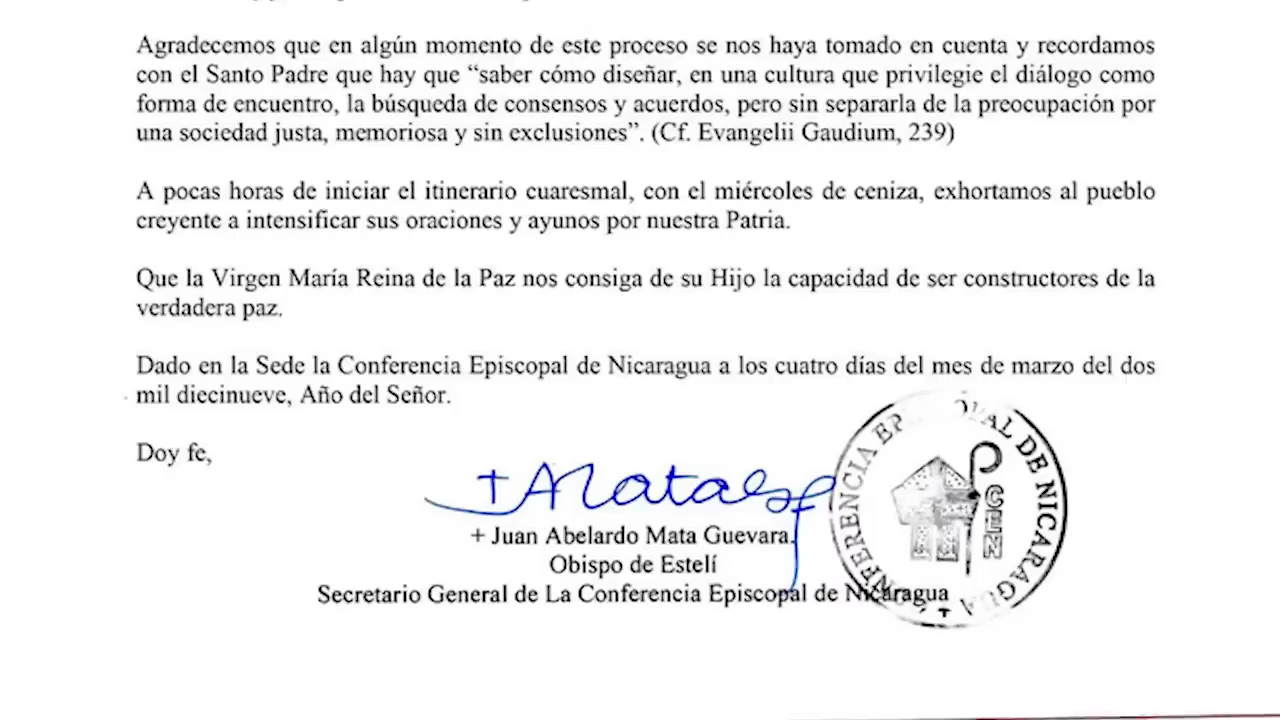 Agradecemos que en algún momento de este proceso se nos haya tomado en cuenta y recordamos
con el Santo Padre que hay que “saber cómo diseñar, en una cultura que privilegie el diálogo como
forma de encuentro, la búsqueda de consensos y acuerdos, pero sin separarla de la preocupación por
una sociedad justa, memoriosa y sin exclusiones”. (Cf. Evangelii Gaudium, 239)
A pocas horas de iniciar el itinerario cuaresmal, con el miércoles de ceniza, exhortamos al pueblo
creyente a intensificar sus oraciones y ayunos por nuestra Patria.
Que la Virgen María Reina de la Paz nos consiga de su Hijo la capacidad de ser constructores de la
verdadera paz.
Dado en la Sede la Conferencia Episcopal de Nicaragua a los cuatro días del mes de marzo del dos
mil diecinueve, Año del Señor.
Doy fe,
+ Juan Abelardo Mata Guevara.
Obispo de Estelí
Secretario General de La Conferencia Episcopal de Nicaragua
CONFERENCIA EPISCOPAL DE NICARAGUA
CEN